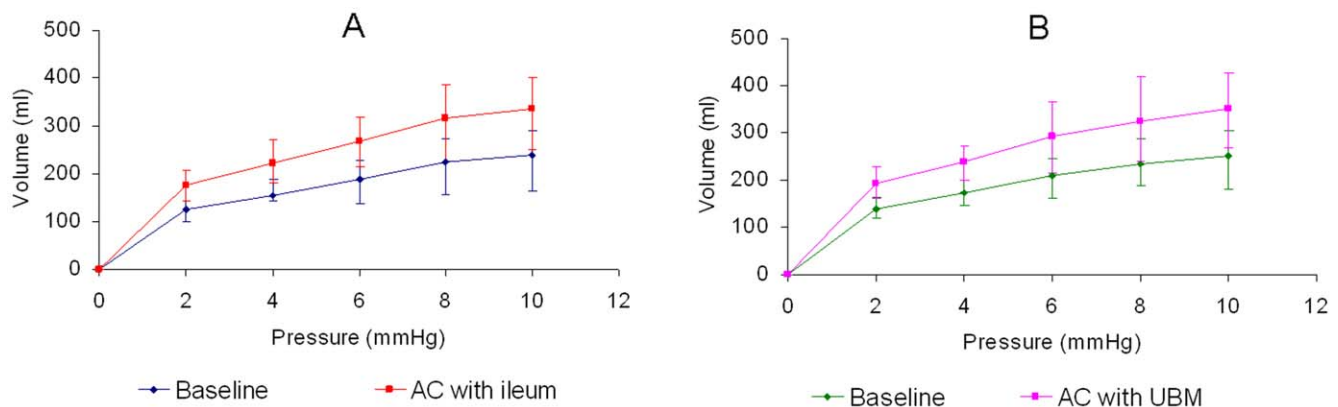 A
500
400
300
200
100
0
Volume (ml)
0 2 4 6 8 10 12
Pressure (mmHg)
Baseline AC with ileum
B
500
400
300
200
100
0
Volume (ml)
0 2 4 6 8 10 12
Pressure (mmHg)
Baseline AC with UBM